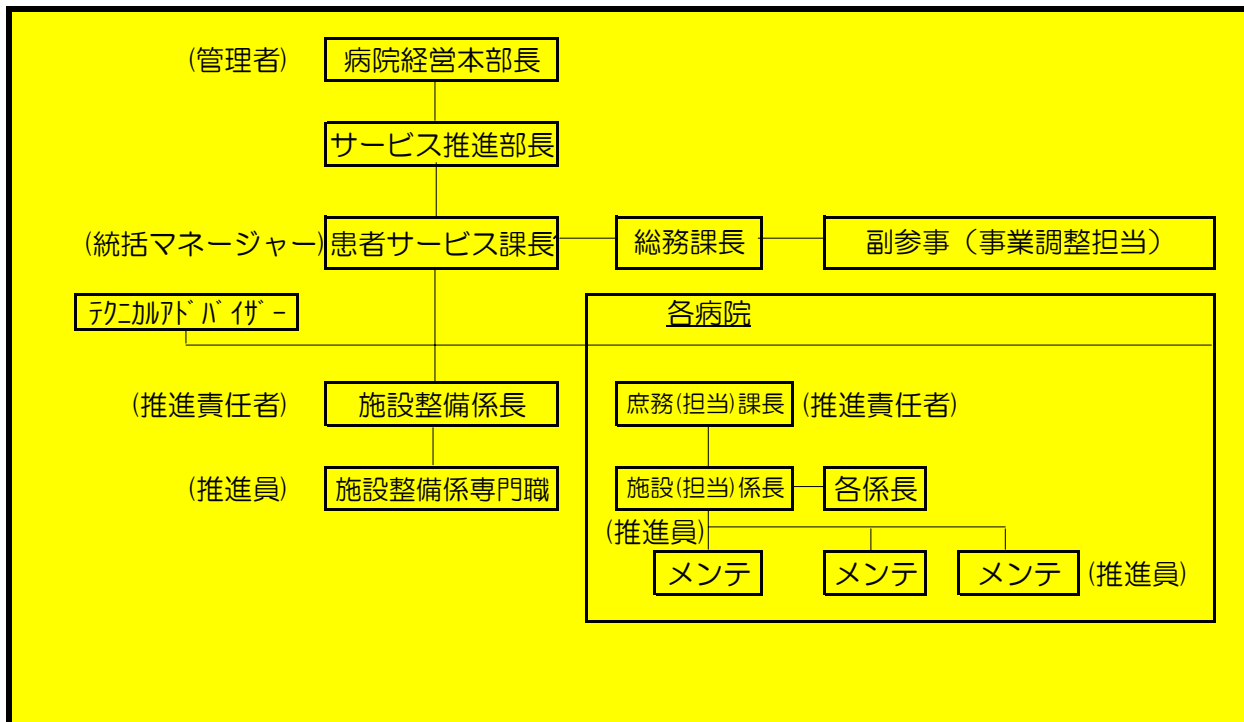 (管理者) 病院経営本部長
サービス推進部長
(統括マネージャー) 患者サービス課長 総務課長 副参事（事業調整担当）
ﾃｸﾆｶﾙｱﾄﾞﾊﾞｲｻﾞｰ 各病院
(推進責任者) 施設整備係長 庶務(担当)課長 (推進責任者)
(推進員) 施設整備係専門職 施設(担当)係長 各係長
(推進員)
メンテ メンテ メンテ (推進員)